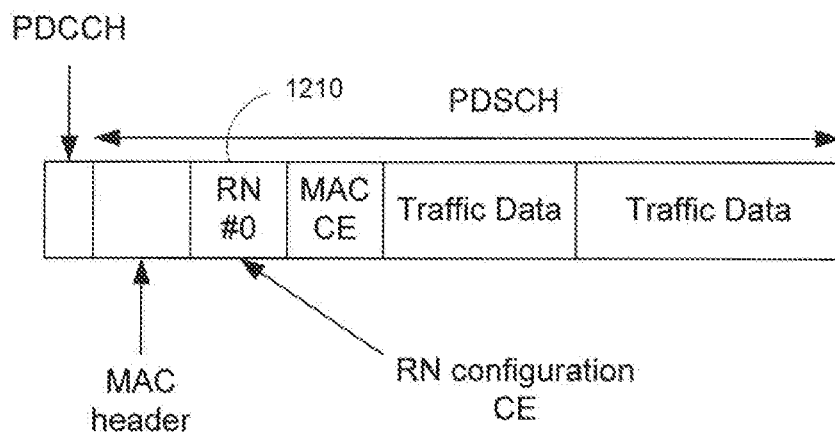 PDCCH
1210
PDSCH
RN
#0
MAC
CE
Traffic Data
Traffic Data
MAC
header
RN configuration
CE